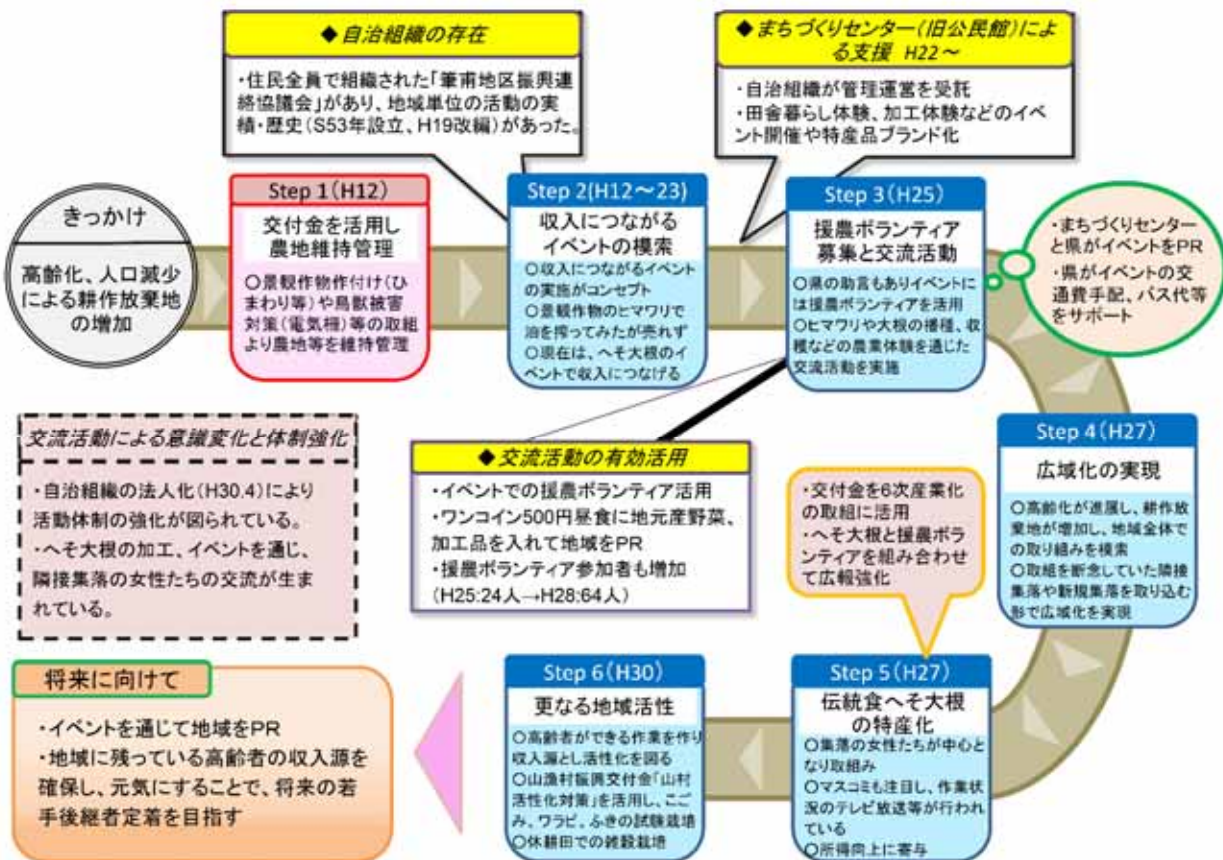 ◆ 自治組織の存在
・住民全員で組織された「筆甫地区振興連
絡協議会」があり、地域単位の活動の実
績・歴史(S53年設立、H19改編)があった。
◆ まちづくりセンター(旧公民館)によ
る支援 H22～
・自治組織が管理運営を受託
・田舎暮らし体験、加工体験などのイベ
ント開催や特産品ブランド化
きっかけ
高齢化、人口減少
による耕作放棄地
の増加
Step 1(H12)
交付金を活用し
農地維持管理
○景観作物作付け(ひ
まわり等)や鳥獣被害
対策(電気柵)等の取組
より農地等を維持管理
Step 2(H12～23)
収入につながる
イベントの模索
○収入につながるイベント
の実施がコンセプト
○景観作物のヒマワリで
油を搾ってみたが売れず
○現在は、へそ大根のイ
ベントで収入につなげる
Step 3(H25)
援農ボランティア
募集と交流活動
○県の助言もありイベントに
は援農ボランティアを活用
○ヒマワリや大根の播種、収
穫などの農業体験を通じた
交流活動を実施
・まちづくりセンター
と県がイベントをPR
・県がイベントの交
通費手配、バス代等
をサポート
交流活動による意識変化と体制強化
・自治組織の法人化(H30.4)により
活動体制の強化が図られている。
・へそ大根の加工、イベントを通じ、
隣接集落の女性たちの交流が生ま
れている。
◆ 交流活動の有効活用
・イベントでの援農ボランティア活用
・ワンコイン500円昼食に地元産野菜、
加工品を入れて地域をPR
・援農ボランティア参加者も増加
(H25:24人→H28:64人)
・交付金を6次産業化
の取組に活用
・へそ大根と援農ボラ
ンティアを組み合わせ
て広報強化
Step 4(H27)
広域化の実現
○高齢化が進展し、耕作放
棄地が増加し、地域全体で
の取り組みを模索
○取組を断念していた隣接
集落や新規集落を取り込む
形で広域化を実現
Step 5(H27)
伝統食へそ大根
の特産化
○集落の女性たちが中心と
なり取組み
○マスコミも注目し、作業状
況のテレビ放送等が行われ
ている
○所得向上に寄与
Step 6(H30)
更なる地域活性
○高齢者ができる作業を作り
収入源とし活性化を図る
○山漁村振興交付金「山村
活性化対策」を活用し、こご
み、ワラビ、ふきの試験栽培
○休耕田での雑穀栽培
将来に向けて
・イベントを通じて地域をPR
・地域に残っている高齢者の収入源を
確保し、元気にすることで、将来の若
手後継者定着を目指す